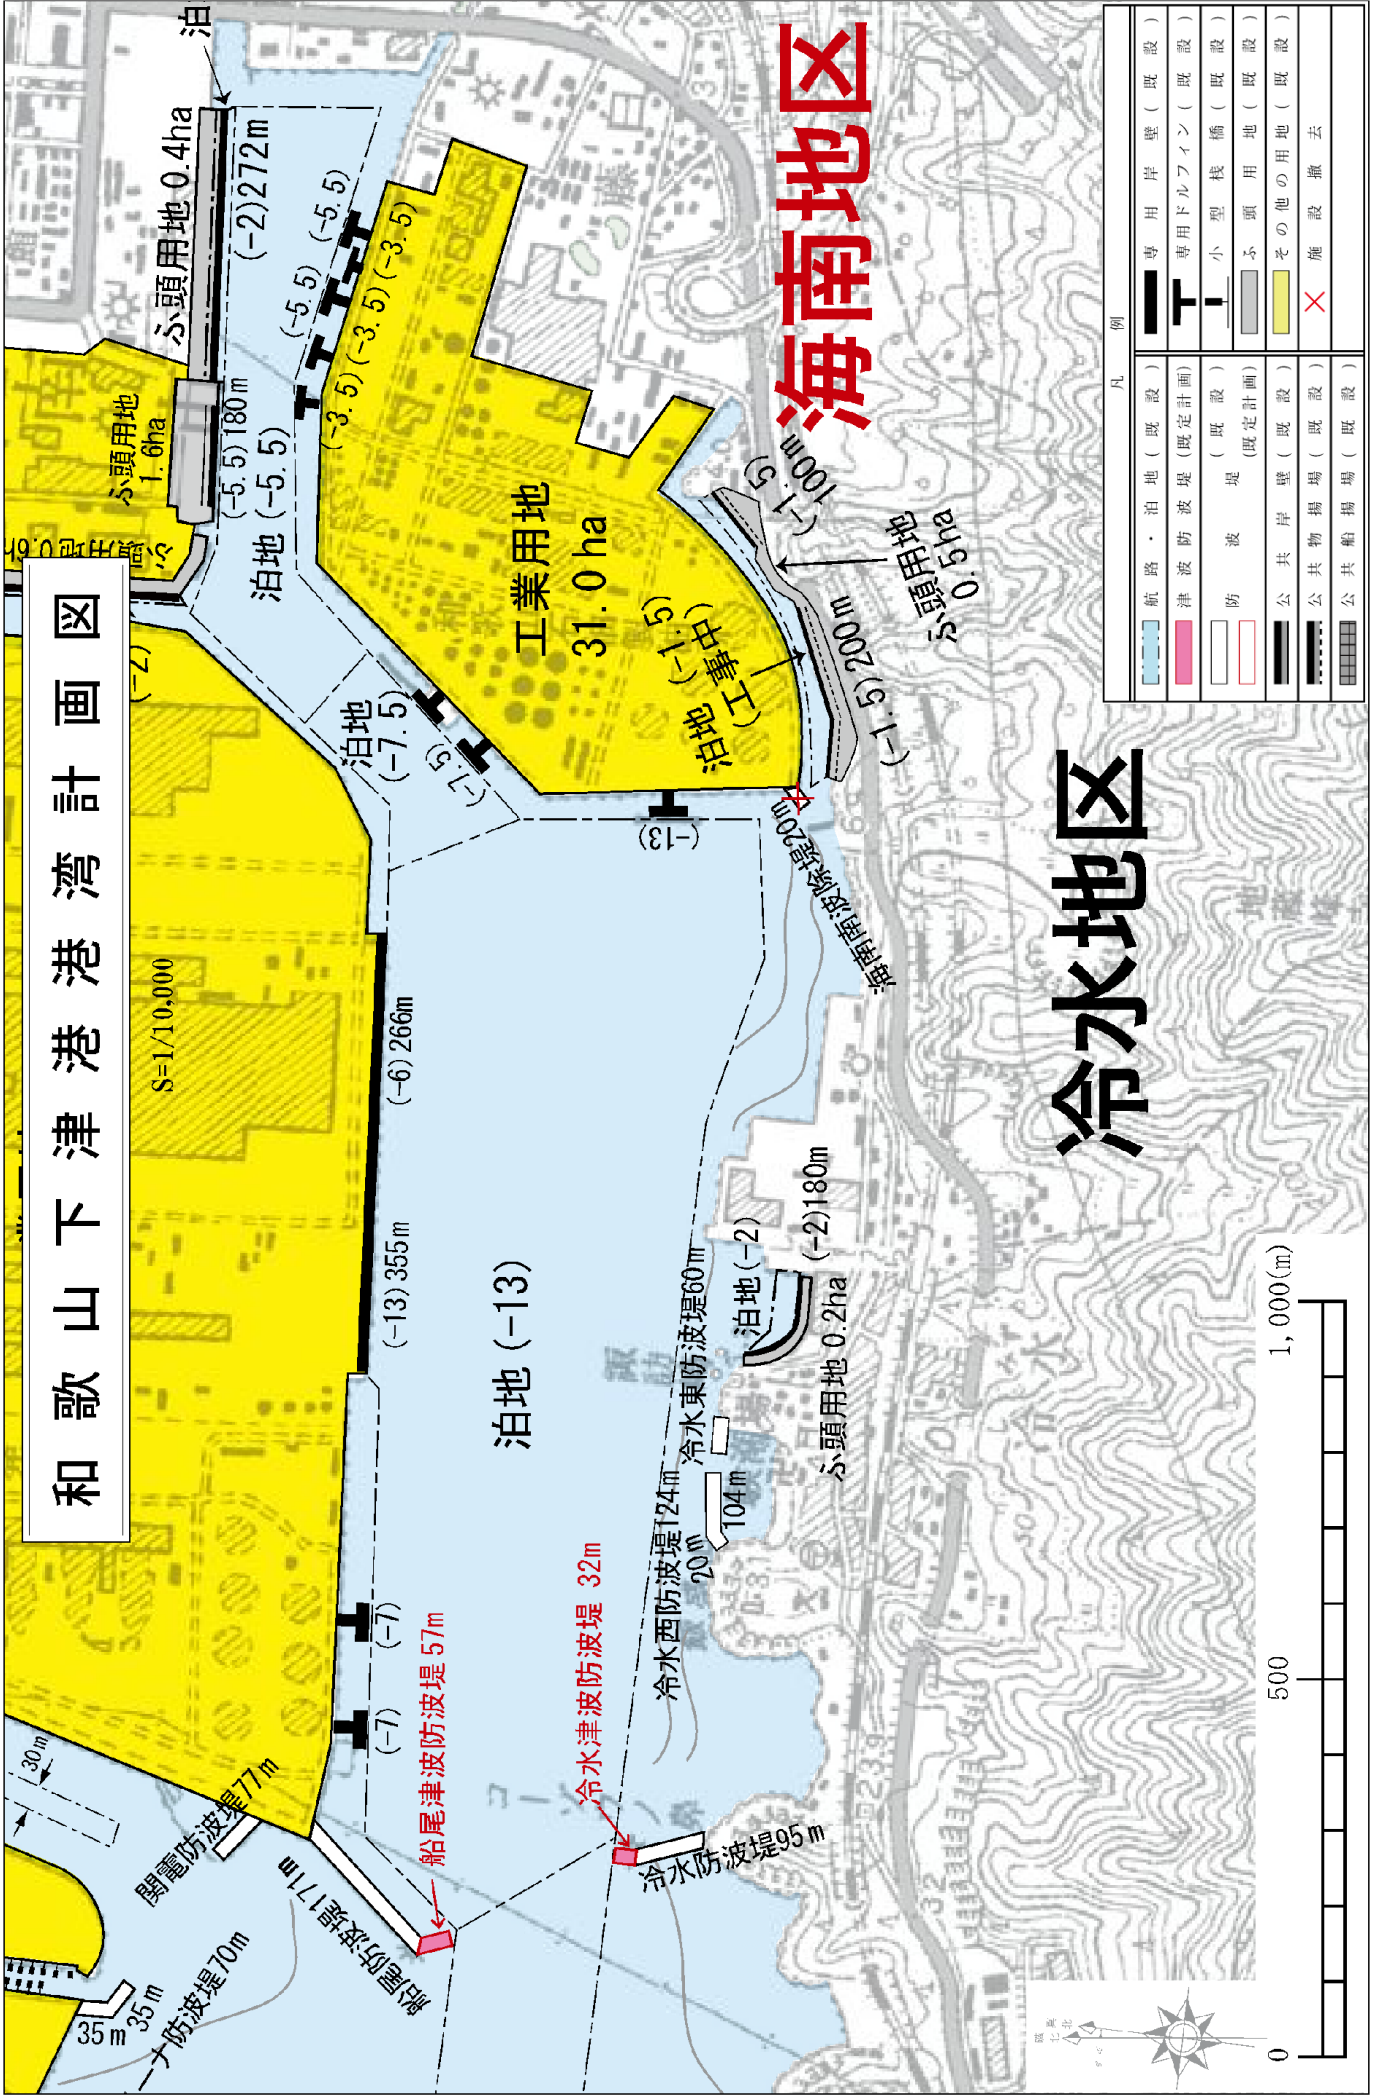 和歌山下津港港湾計画図
S=1/10,000
海南地区
冷水地区
泊
ふ頭用地 0.4ha
(-2)272m
(-5.5)
(-5.5)
(-3.5)
(-3.5)
(-3.5)
ふ頭用地
1.6ha
(-5.5)180m
泊地 (-5.5)
工業用地
31.0ha
(-1.5)
100m
ふ頭用地
0.5ha
泊地 (-1.5)
(工事中)
(-1.5)200m
泊地
(-7.5)
(-7.5)
(-2)
(-13)
海南南波除堤20m
(-6)266m
(-13)355m
泊地 (-13)
泊地 (-2)
(-2)180m
ふ頭用地 0.2ha
冷水東防波堤60m
冷水西防波堤124m
20m
104m
(-7)
(-7)
船尾津波防波堤 57m
冷水津波防波堤 32m
冷水防波堤95m
関電防波堤77m
船尾防波堤171m
30m
35m
35m
ーナ防波堤70m
凡例
航路・泊地(既設)
津波防波堤(既定計画)
防波堤(既設)
(既定計画)
公共岸壁(既設)
公共物揚場(既設)
公共船揚場(既設)
専用岸壁(既設)
専用ドルフィン(既設)
小型桟橋(既設)
ふ頭用地(既設)
その他の用地(既設)
施設撤去
0
500
1,000(m)